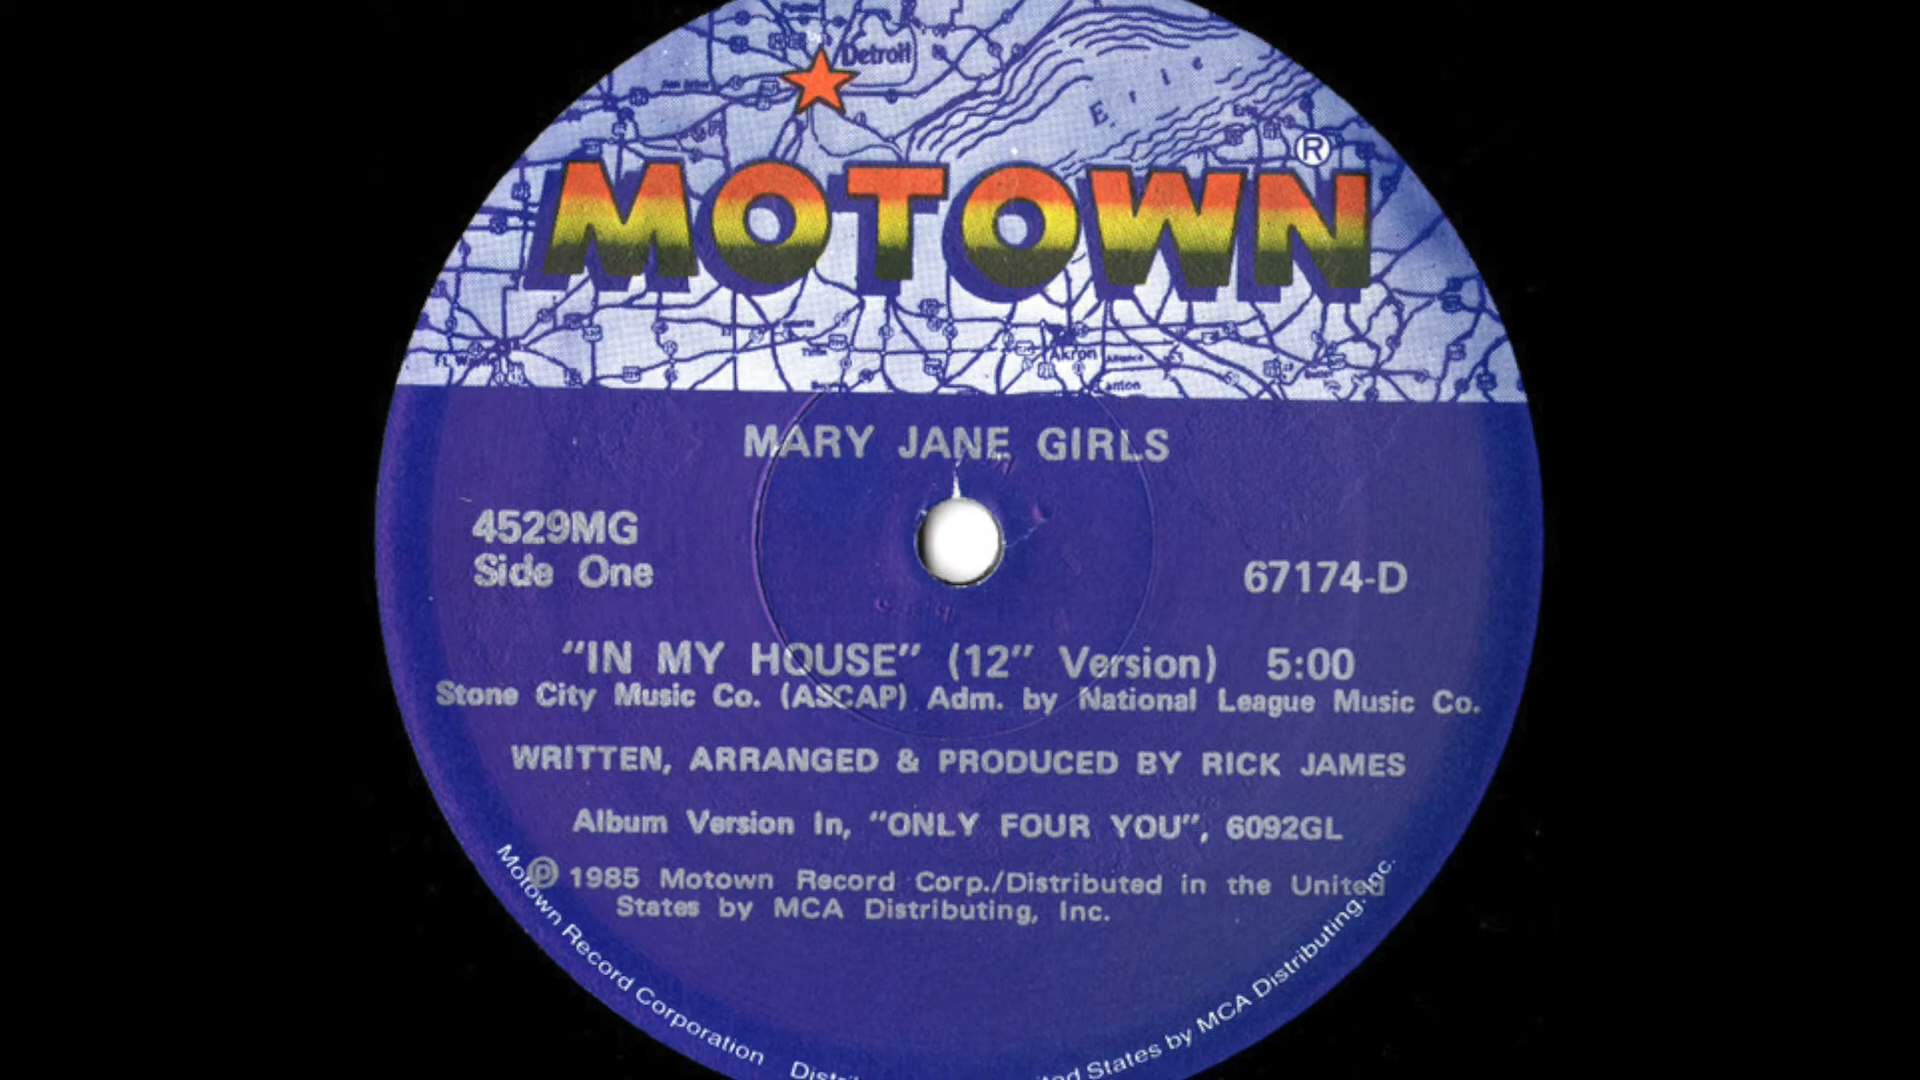 Detroit
Erie
Erie
MOTOWN®
Akron
Canton
MARY JANE GIRLS
4529MG
Side One
67174-D
“IN MY HOUSE” (12” Version) 5:00
Stone City Music Co. (ASCAP) Adm. by National League Music Co.
WRITTEN, ARRANGED & PRODUCED BY RICK JAMES
Album Version In, “ONLY FOUR YOU”, 6092GL
℗ 1985 Motown Record Corp./Distributed in the United
States by MCA Distributing, Inc.
Motown Record Corporation States by MCA Distributing, Inc.